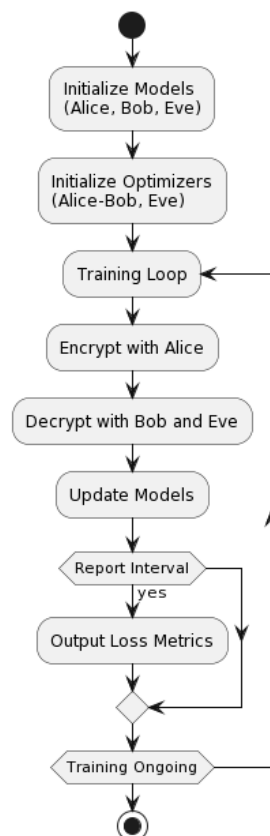 Initialize Models
(Alice, Bob, Eve)
Initialize Optimizers
(Alice-Bob, Eve)
Training Loop
Encrypt with Alice
Decrypt with Bob and Eve
Update Models
Report Interval
yes
Output Loss Metrics
Training Ongoing